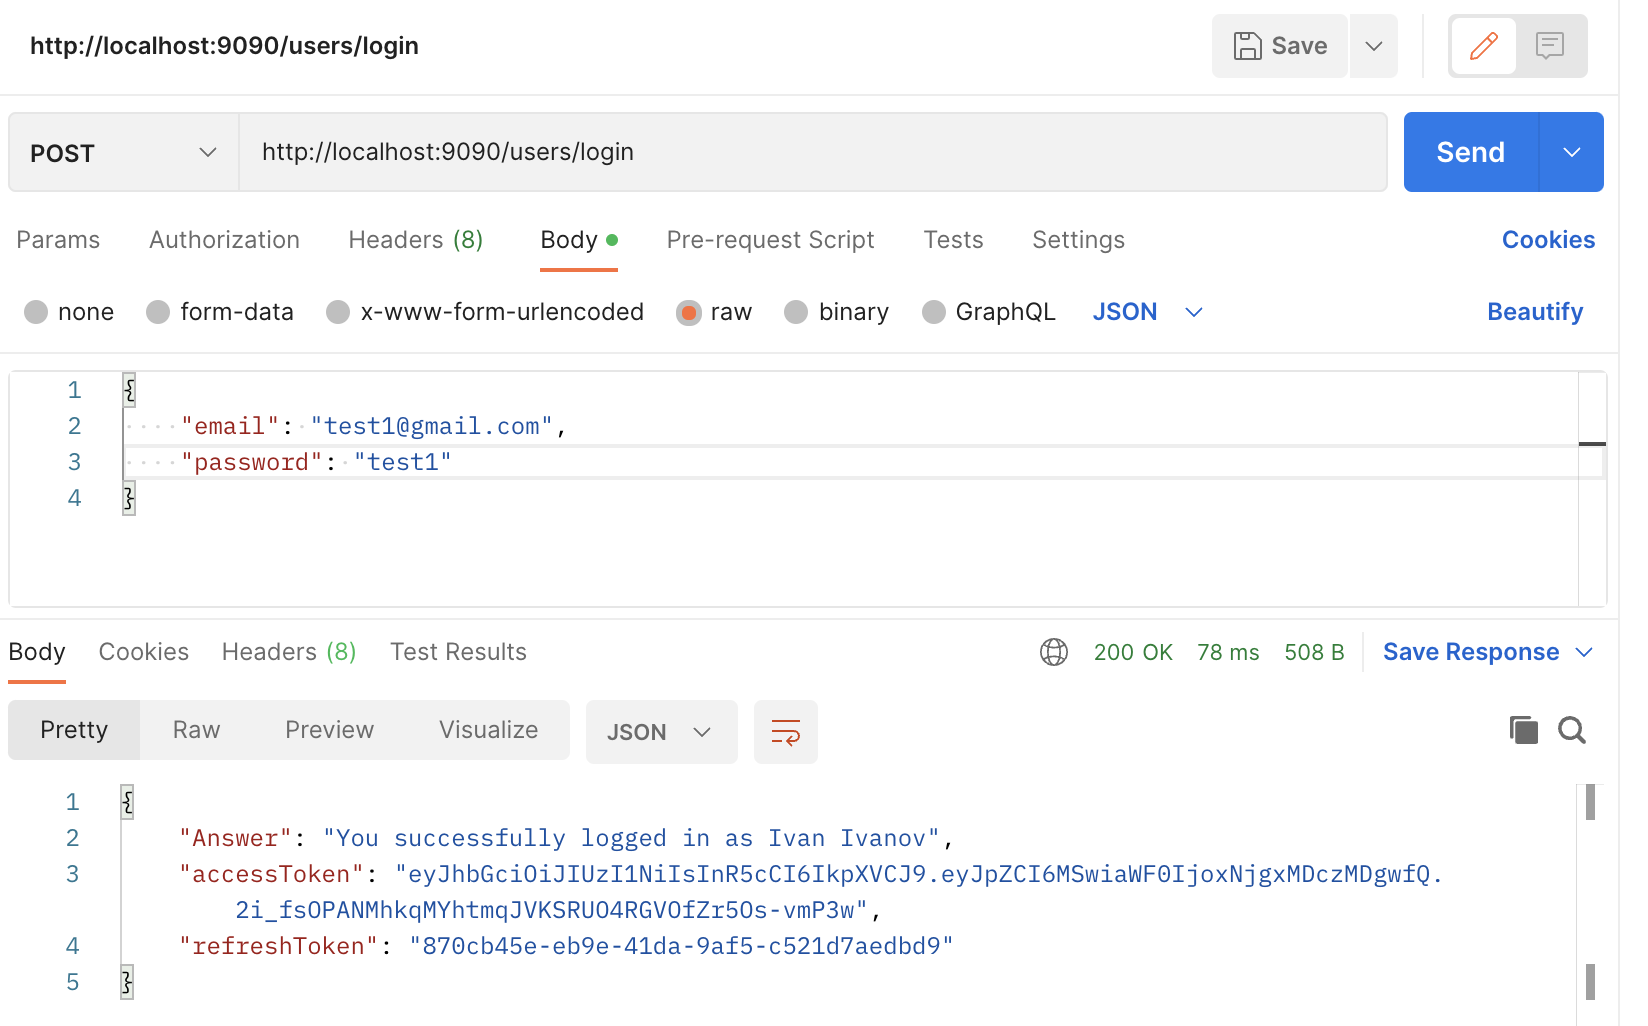 http://localhost:9090/users/login
Save
POST
http://localhost:9090/users/login
Send
Params Authorization Headers (8) Body Pre-request Script Tests Settings Cookies
none form-data x-www-form-urlencoded raw binary GraphQL JSON Beautify
1 {
2 "email": "test1@gmail.com",
3 "password": "test1"
4 }
Body Cookies Headers (8) Test Results 200 OK 78 ms 508 B Save Response
Pretty Raw Preview Visualize JSON
1 {
2 "Answer": "You successfully logged in as Ivan Ivanov",
3 "accessToken": "eyJhbGciOiJIUzI1NiIsInR5cCI6IkpXVCJ9.eyJpZCI6MSwiaWF0IjoxNjgxMDczMDgwfQ.
2i_fsOPANMhkqMYhtmqJVKSRUO4RGVOfZr5Os-vmP3w",
4 "refreshToken": "870cb45e-eb9e-41da-9af5-c521d7aedbd9"
5 }